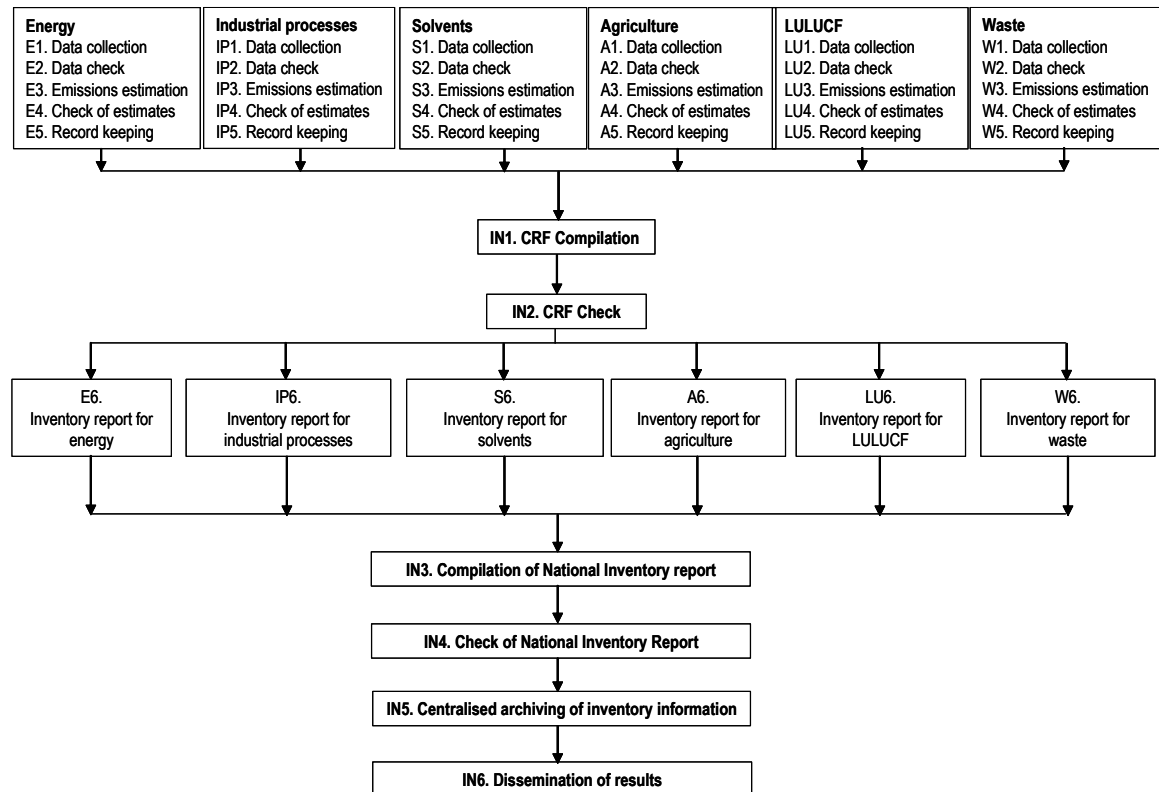 Energy
E1. Data collection
E2. Data check
E3. Emissions estimation
E4. Check of estimates
E5. Record keeping
Industrial processes
IP1. Data collection
IP2. Data check
IP3. Emissions estimation
IP4. Check of estimates
IP5. Record keeping
Solvents
S1. Data collection
S2. Data check
S3. Emissions estimation
S4. Check of estimates
S5. Record keeping
Agriculture
A1. Data collection
A2. Data check
A3. Emissions estimation
A4. Check of estimates
A5. Record keeping
LULUCF
LU1. Data collection
LU2. Data check
LU3. Emissions estimation
LU4. Check of estimates
LU5. Record keeping
Waste
W1. Data collection
W2. Data check
W3. Emissions estimation
W4. Check of estimates
W5. Record keeping
IN1. CRF Compilation
IN2. CRF Check
E6.
Inventory report for
energy
IP6.
Inventory report for
industrial processes
S6.
Inventory report for
solvents
A6.
Inventory report for
agriculture
LU6.
Inventory report for
LULUCF
W6.
Inventory report for
waste
IN3. Compilation of National Inventory report
IN4. Check of National Inventory Report
IN5. Centralised archiving of inventory information
IN6. Dissemination of results